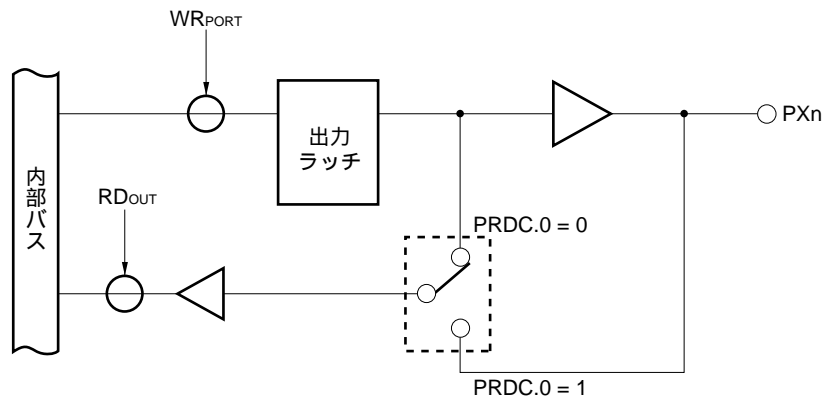 WRPORT
PXn
出力
ラッチ
内部バス
RDOUT
PRDC.0 = 0
PRDC.0 = 1